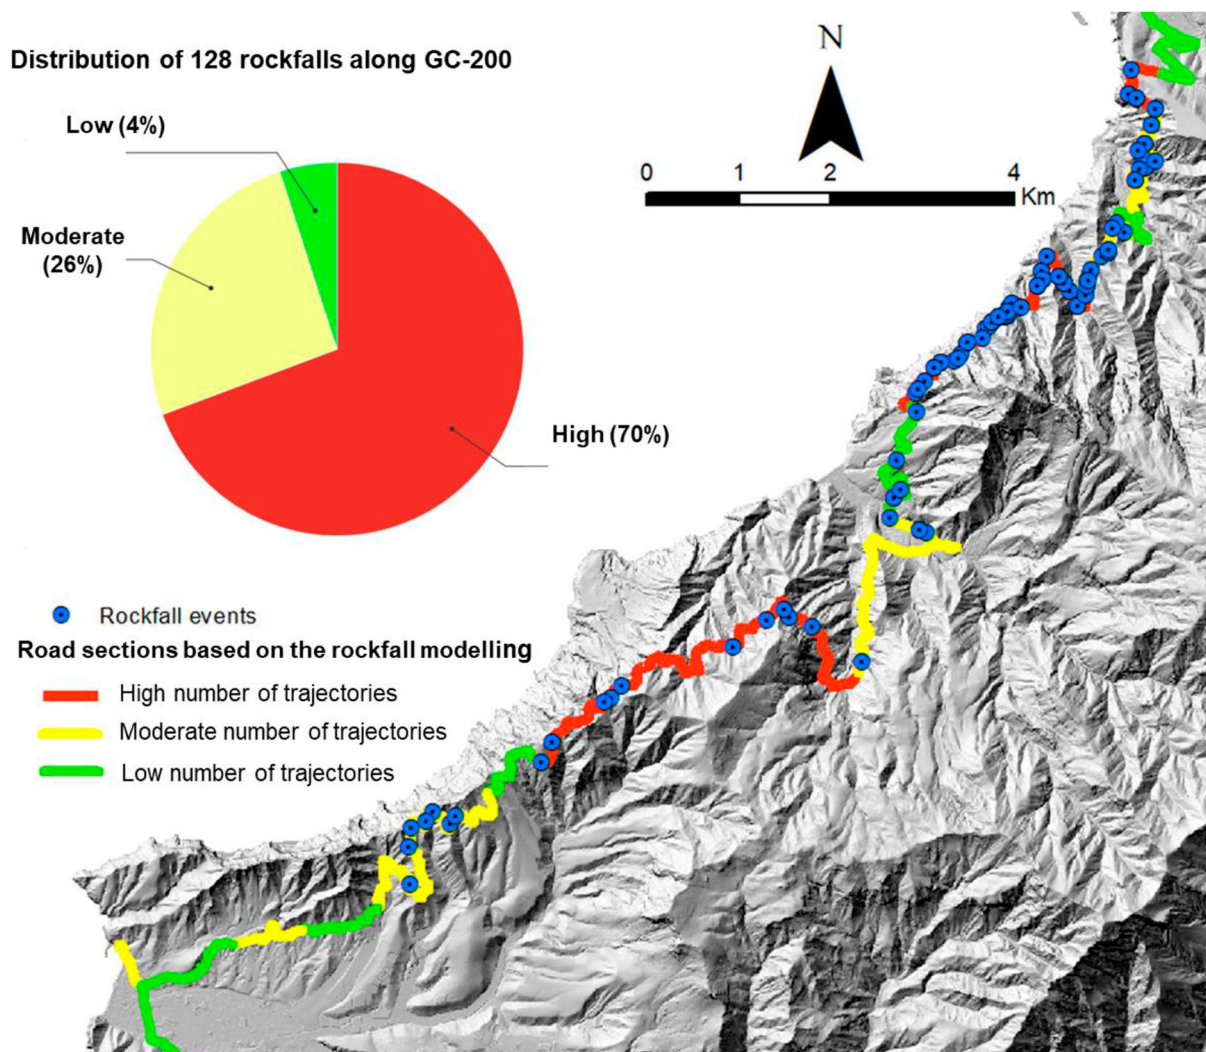 Distribution of 128 rockfalls along GC-200
Low (4%)
Moderate
(26%)
High (70%)
N
0 1 2 4
Km
Rockfall events
Road sections based on the rockfall modelling
High number of trajectories
Moderate number of trajectories
Low number of trajectories